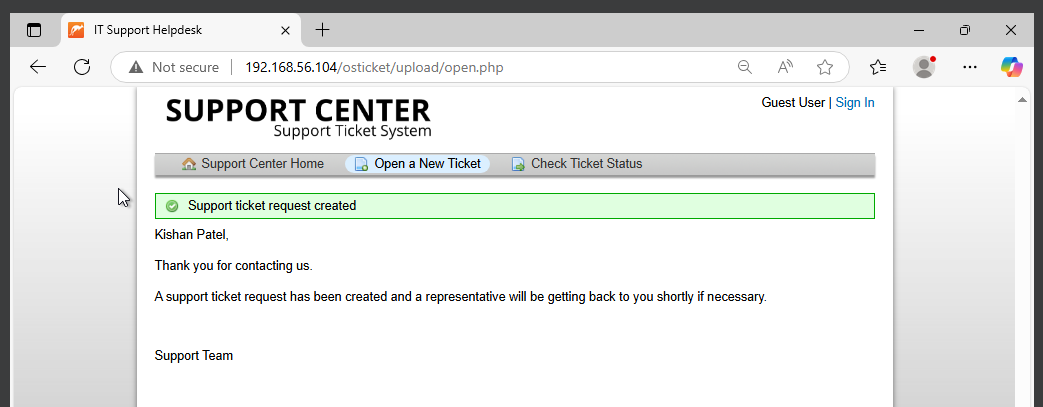 IT Support Helpdesk
Not secure 192.168.56.104/osticket/upload/open.php
Guest User | Sign In
SUPPORT CENTER
Support Ticket System
Support Center Home Open a New Ticket Check Ticket Status
Support ticket request created
Kishan Patel,
Thank you for contacting us.
A support ticket request has been created and a representative will be getting back to you shortly if necessary.
Support Team